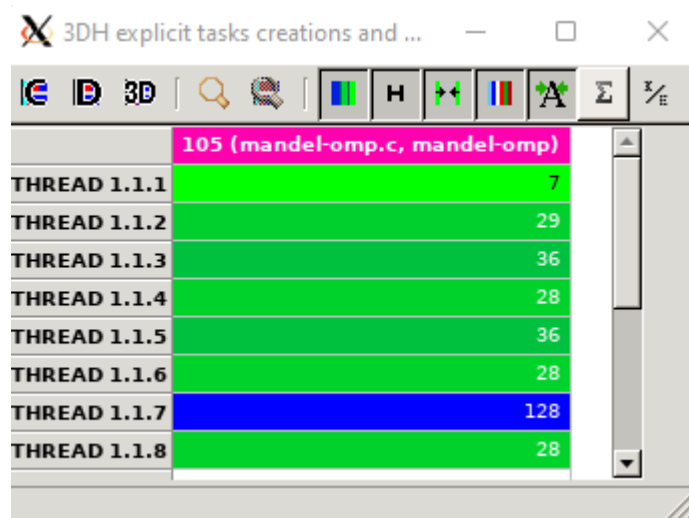 3DH explicit tasks creations and ...
3D H A Σ Σ/E
105 (mandel-omp.c, mandel-omp)
THREAD 1.1.1 7
THREAD 1.1.2 29
THREAD 1.1.3 36
THREAD 1.1.4 28
THREAD 1.1.5 36
THREAD 1.1.6 28
THREAD 1.1.7 128
THREAD 1.1.8 28